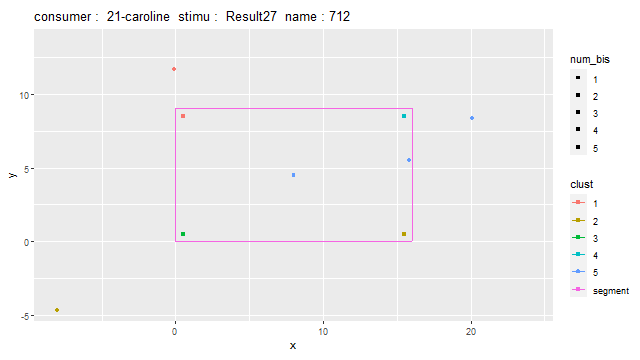 consumer :  21-caroline  stimu :  Result27  name : 712
num_bis
1
2
3
4
5
clust
1
2
3
4
5
segment
10
5
0
-5
y
0
10
20
x